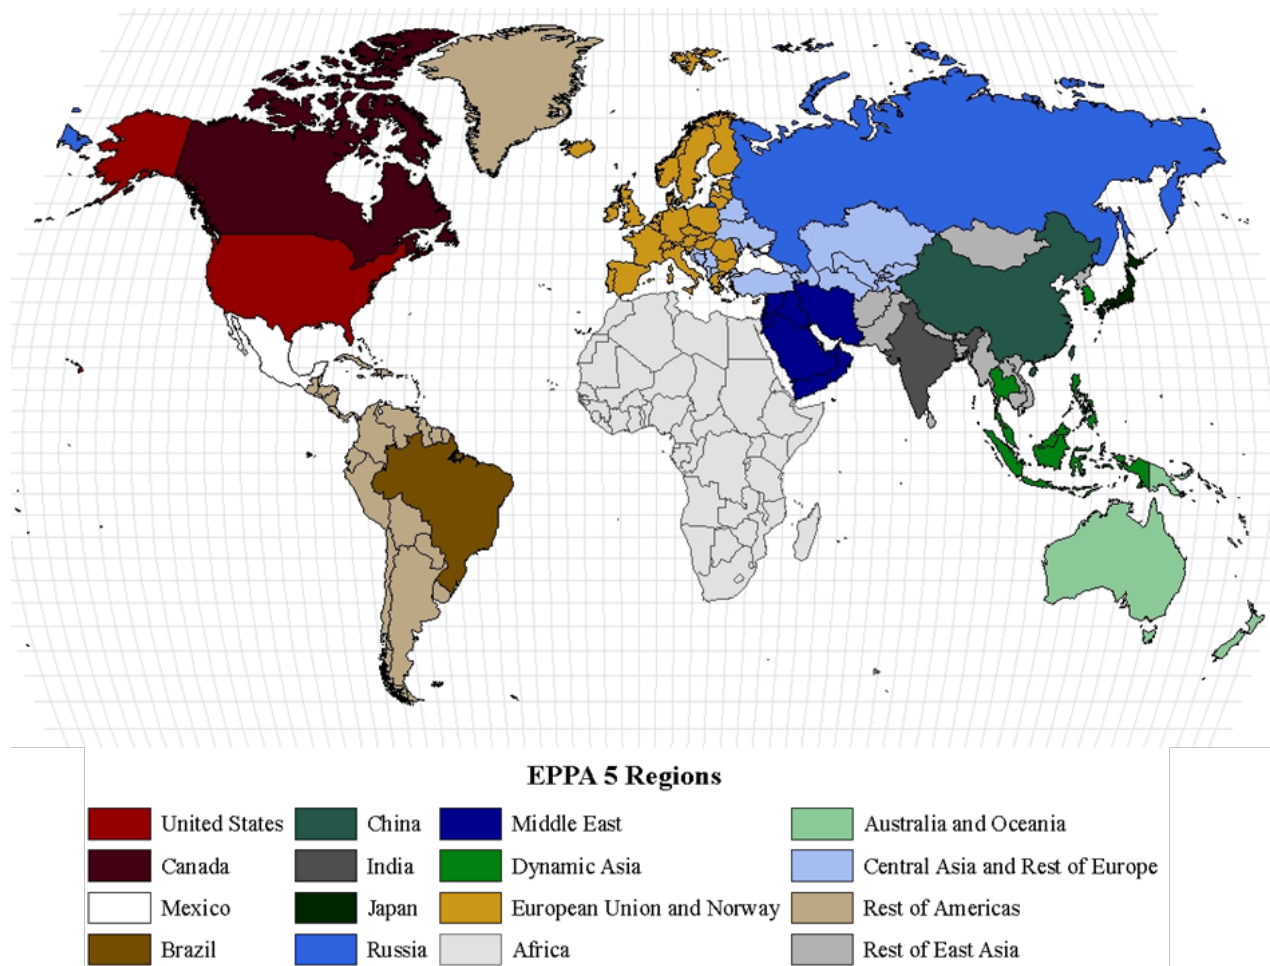 EPPA 5 Regions
United States
China
Middle East
Australia and Oceania
Canada
India
Dynamic Asia
Central Asia and Rest of Europe
Mexico
Japan
European Union and Norway
Rest of Americas
Brazil
Russia
Africa
Rest of East Asia